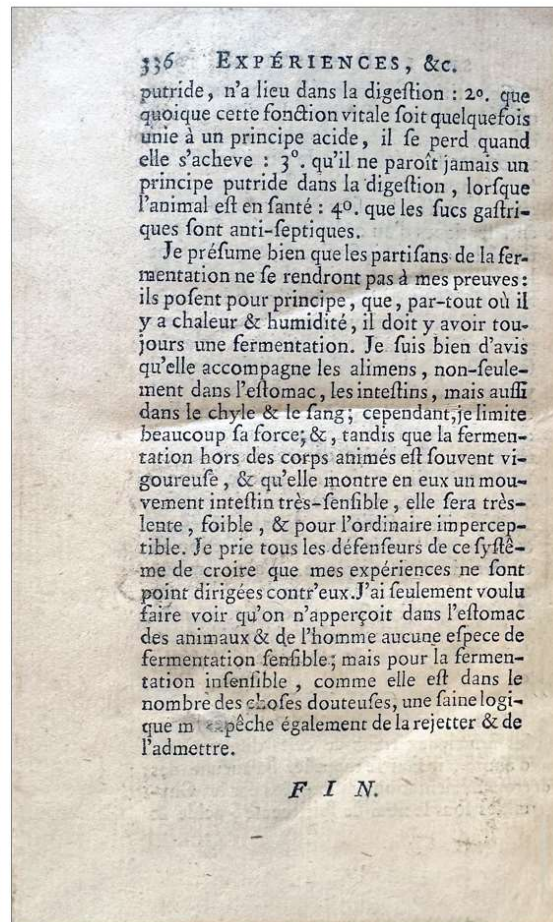 336 EXPÉRIENCES, &c.
putride, n'a lieu dans la digeſtion : 2o. que
quoique cette fonction vitale ſoit quelquefois
unie à un principe acide, il ſe perd quand
elle s'acheve : 3o. qu'il ne paroît jamais un
principe putride dans la digeſtion, lorſque
l'animal eſt en ſanté : 4o. que les ſucs gaſtri-
ques ſont anti-ſeptiques.
Je préſume bien que les partiſans de la fer-
mentation ne ſe rendront pas à mes preuves :
ils poſent pour principe, que, par-tout où il
y a chaleur & humidité, il doit y avoir tou-
jours une fermentation. Je ſuis bien d'avis
qu'elle accompagne les alimens, non-ſeule-
ment dans l'eſtomac, les inteſtins, mais auſſi
dans le chyle & le ſang; cependant, je limite
beaucoup ſa force; &, tandis que la fermen-
tation hors des corps animés eſt ſouvent vi-
goureuſe, & qu'elle montre en eux un mou-
vement inteſtin très-ſenſible, elle ſera très-
lente, foible, & pour l'ordinaire impercep-
tible. Je prie tous les défenſeurs de ce ſyſtê-
me de croire que mes expériences ne ſont
point dirigées contr'eux. J'ai ſeulement voulu
faire voir qu'on n'apperçoit dans l'eſtomac
des animaux & de l'homme aucune eſpece de
fermentation ſenſible; mais pour la fermen-
tation inſenſible, comme elle eſt dans le
nombre des choſes douteuſes, une ſaine logi-
que également de la rejetter & de
l'admettre.
FIN.